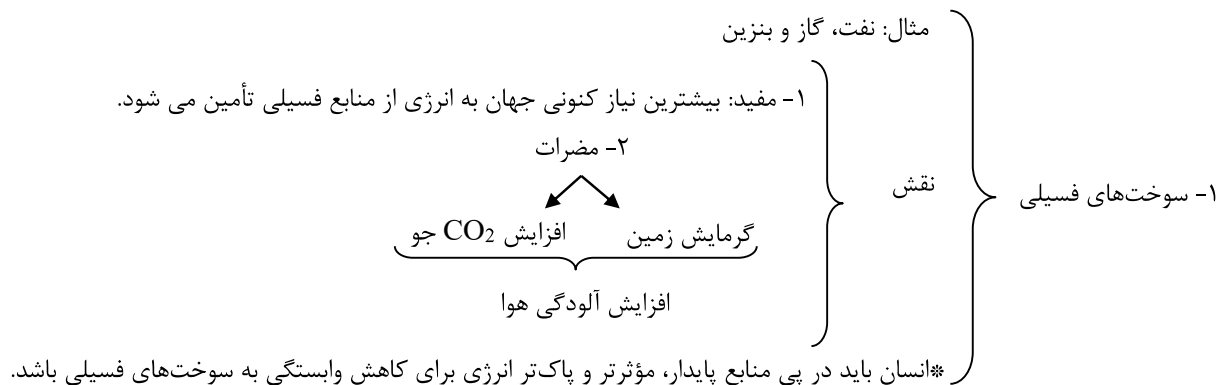 مثال: نفت، گاز و بنزین
۱- مفید: بیشترین نیاز کنونی جهان به انرژی از منابع فسیلی تأمین می شود.
۲- مضرات
نقش
۱- سوخت‌های فسیلی
گرمایش زمین افزایش CO2 جو
افزایش آلودگی هوا
*انسان باید در پی منابع پایدار، مؤثرتر و پاک‌تر انرژی برای کاهش وابستگی به سوخت‌های فسیلی باشد.